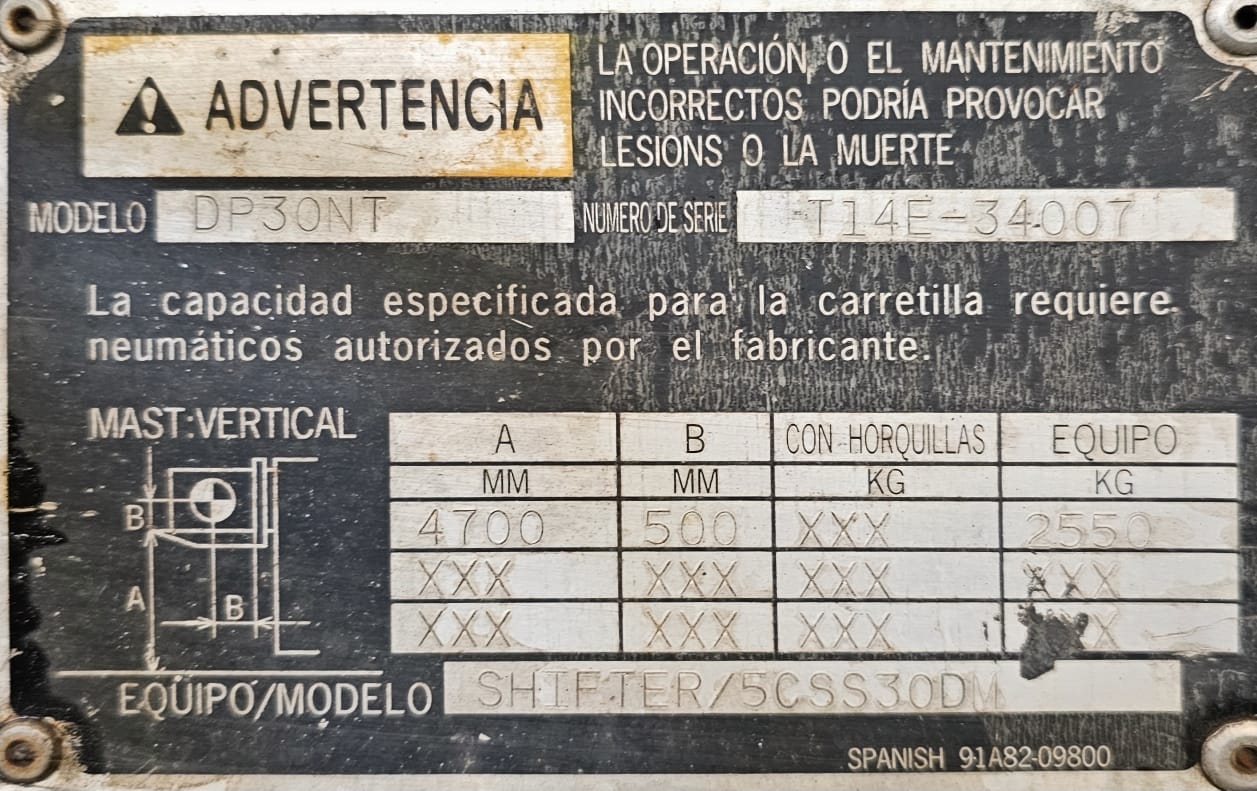 ADVERTENCIA
LA OPERACIÓN, O EL MANTENIMIENTO
INCORRECTOS PODRÍA PROVOCAR
LESIONS O LA MUERTE
MODELO DP30NT NUMERO DE SERIE T14E-34007
La capacidad especificada para la carretilla requiere
neumáticos autorizados por el fabricante.
MAST:VERTICAL
A B CON HORQUILLAS EQUIPO
MM MM KG KG
4700 500 XXX 2550
XXX XXX XXX XXX
XXX XXX XXX X
B
A
B
EQUIPO/MODELO SHIFTER/5CSS30DM
SPANISH 91A82-09800